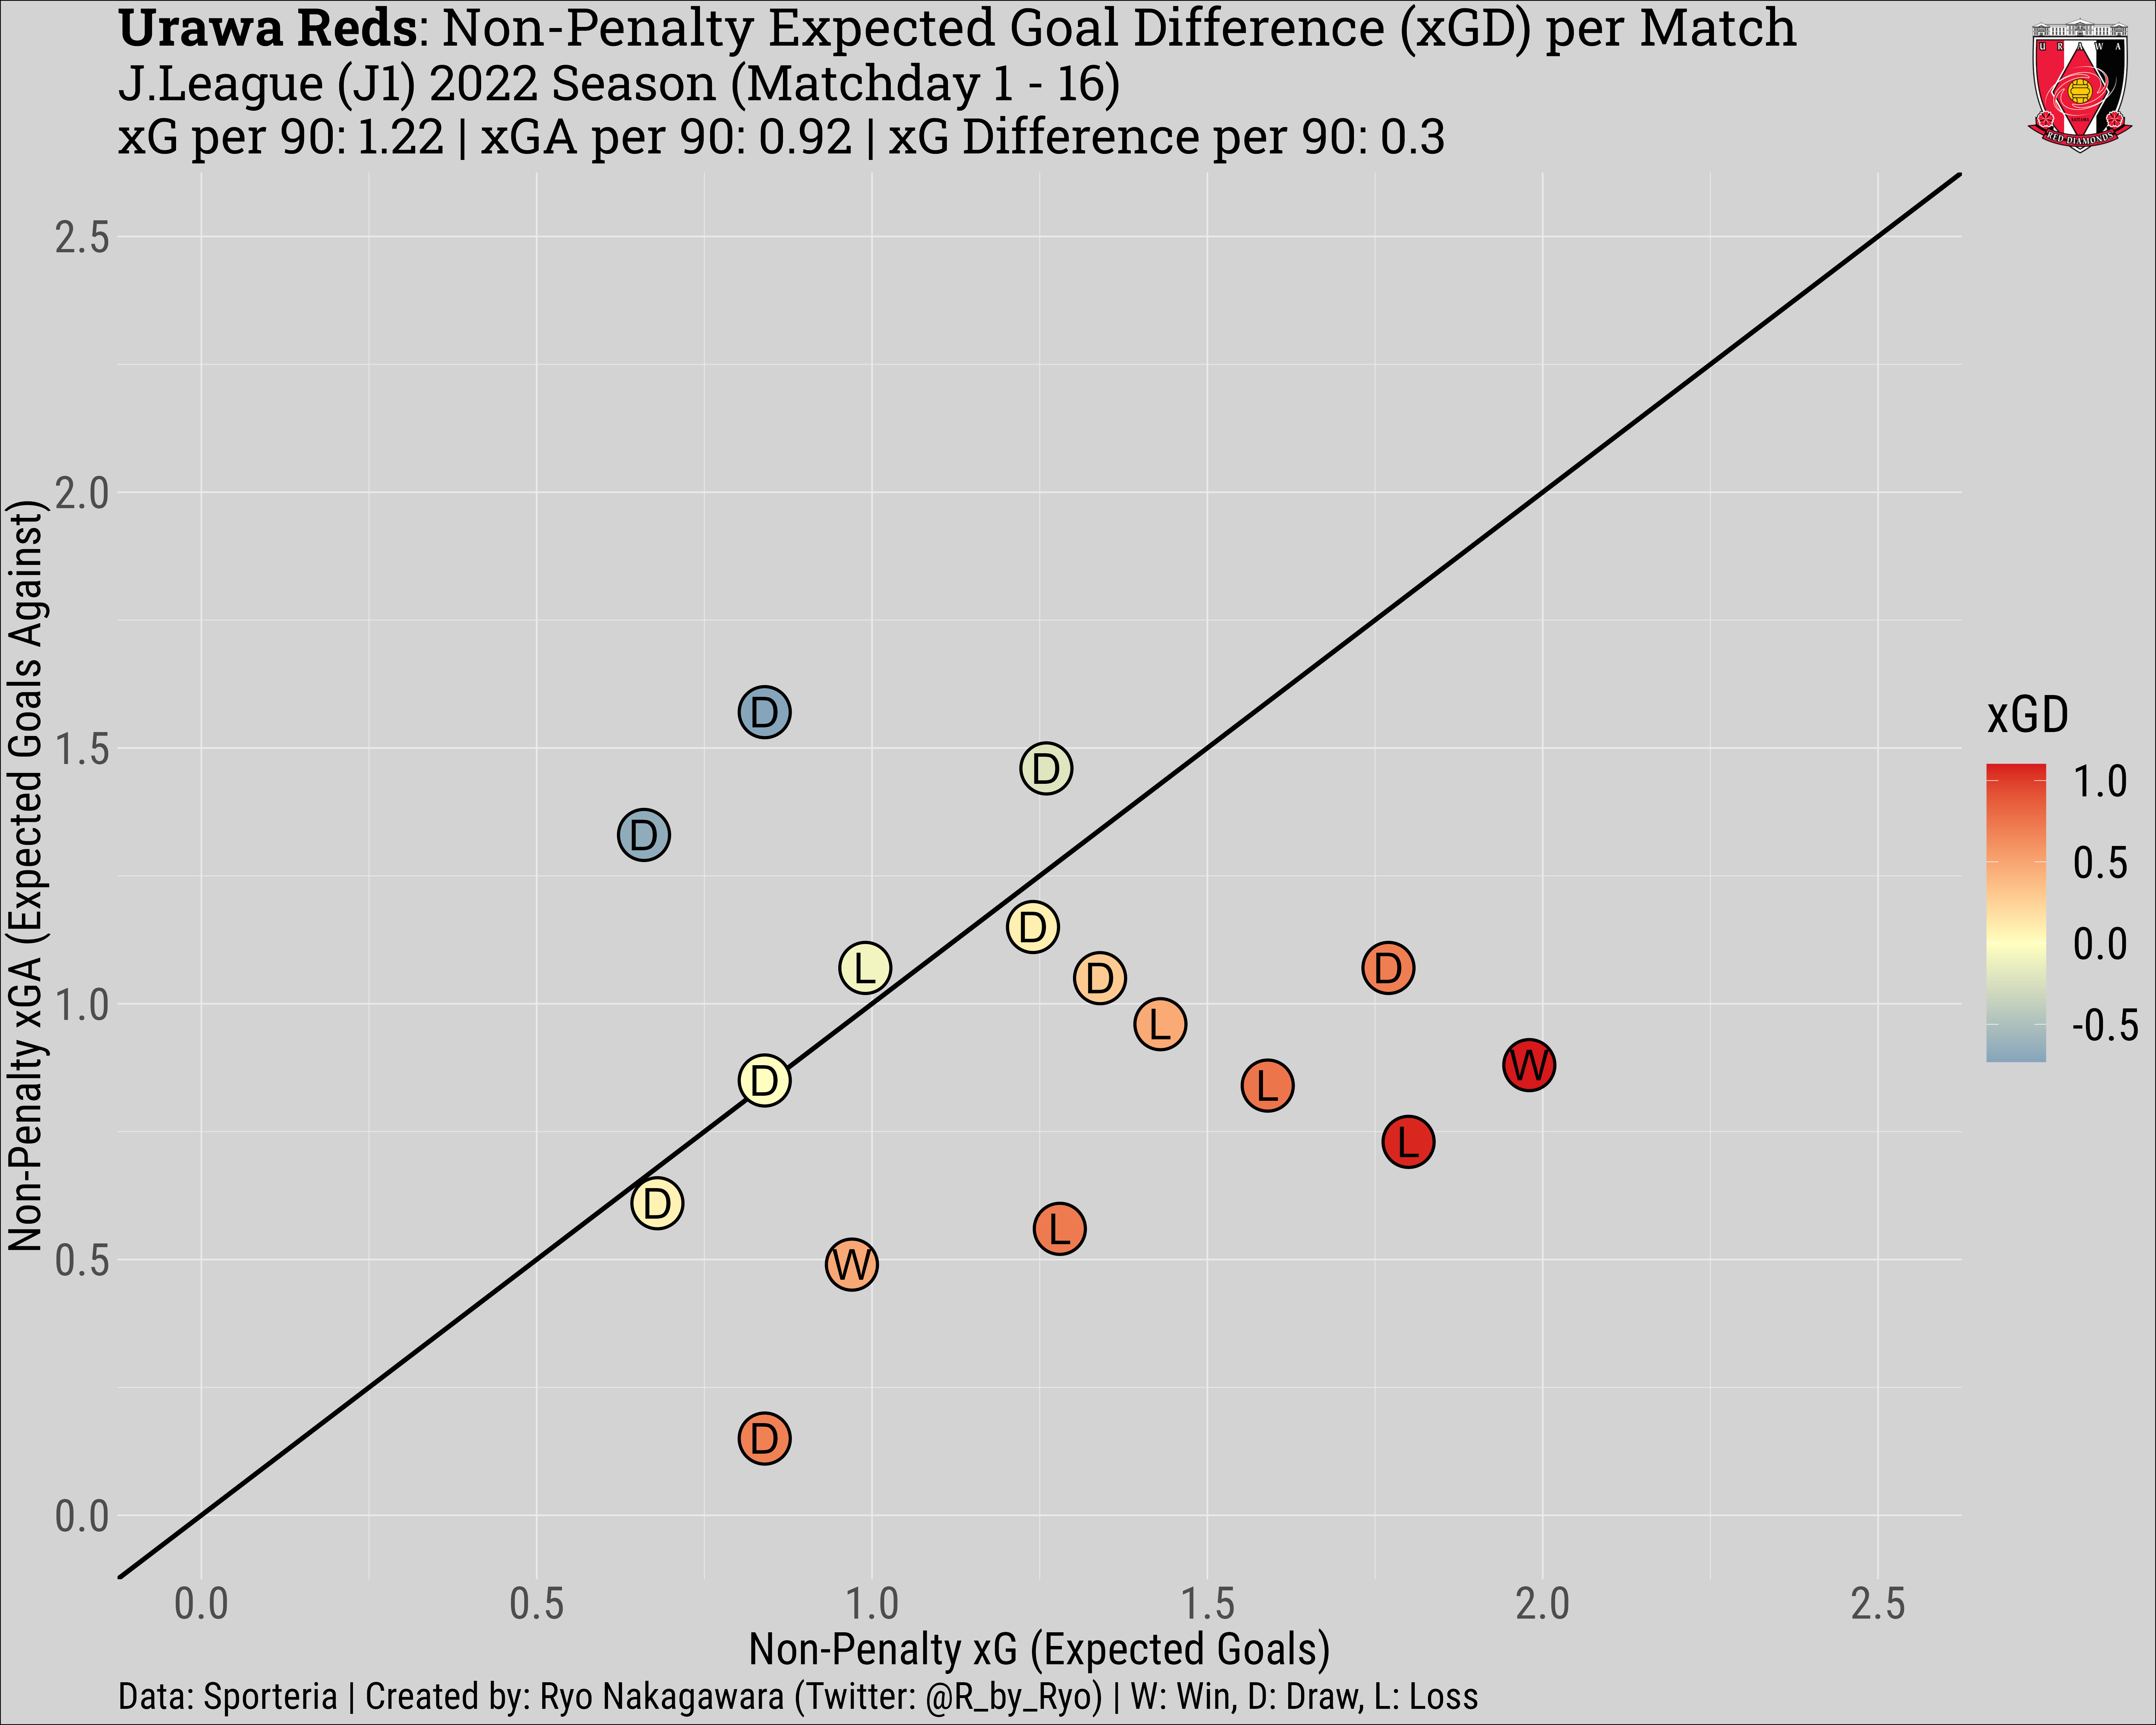 Urawa Reds: Non-Penalty Expected Goal Difference (xGD) per Match
J.League (J1) 2022 Season (Matchday 1 - 16)
xG per 90: 1.22 | xGA per 90: 0.92 | xG Difference per 90: 0.3
URAWA
RED DIAMONDS
Non-Penalty xGA (Expected Goals Against)
2.5
2.0
1.5
1.0
0.5
0.0
D
D
D
D
L
D
D
L
D
L
W
L
D
L
W
D
xGD
1.0
0.5
0.0
-0.5
0.0
0.5
1.0
1.5
2.0
2.5
Non-Penalty xG (Expected Goals)
Data: Sporteria | Created by: Ryo Nakagawara (Twitter: @R_by_Ryo) | W: Win, D: Draw, L: Loss